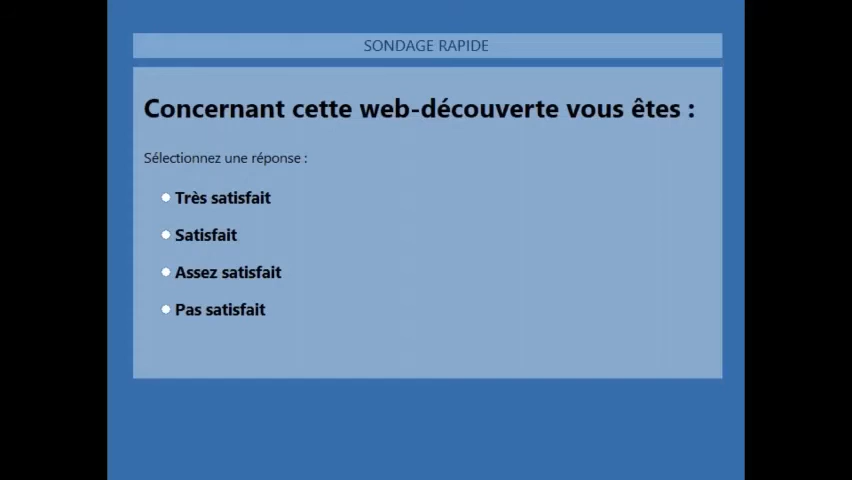 SONDAGE RAPIDE
Concernant cette web-découverte vous êtes :
Sélectionnez une réponse :
Très satisfait
Satisfait
Assez satisfait
Pas satisfait